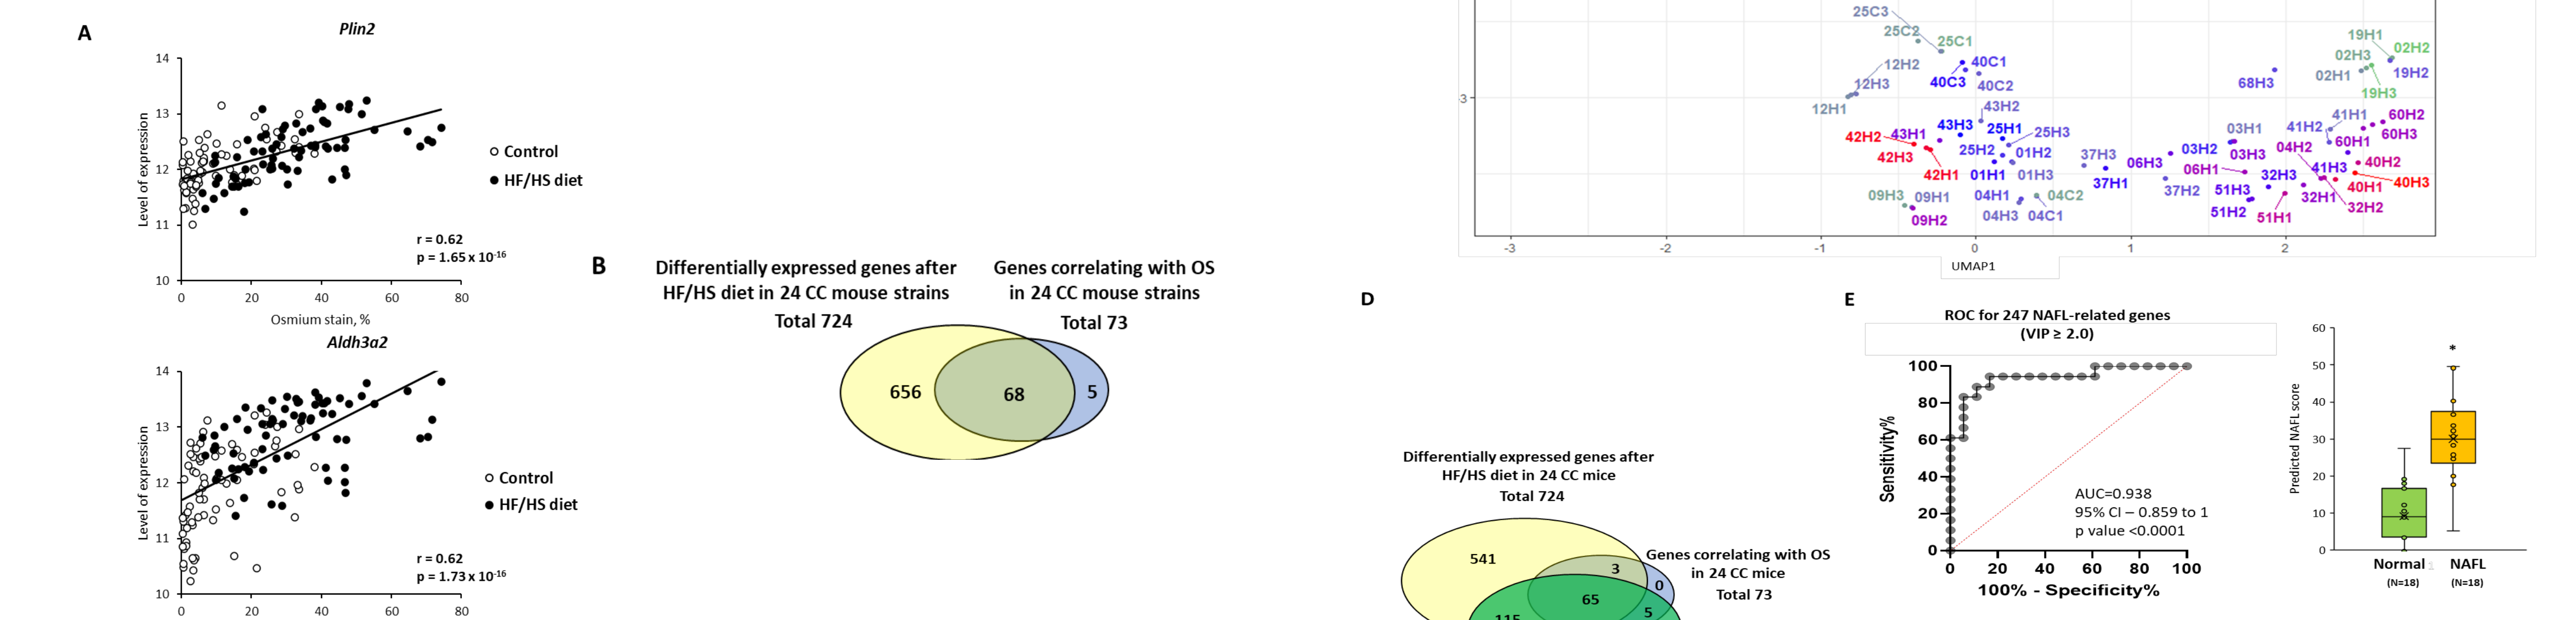 A
Plin2
14
13
12
11
10
Level of expression
Control
HF/HS diet
r = 0.62
p = 1.65 x 10-16
0 20 40 60 80
Osmium stain, %
Aldh3a2
14
13
12
11
10
Level of expression
Control
HF/HS diet
r = 0.62
p = 1.73 x 10-16
0 20 40 60 80
B
Differentially expressed genes after
HF/HS diet in 24 CC mouse strains
Total 724
Genes correlating with OS
in 24 CC mouse strains
Total 73
656 68 5
25C3
25C2 25C1
12H2 40C1
12H3 40C3 40C2
12H1
43H2
42H2 43H1 43H3 25H1 25H3
42H3 25H2 01H2
42H1 01H1 01H3
09H3 09H1 04H1 04C2
09H2 04H3 04C1
37H3
37H1 37H2
06H3 03H2 03H1
06H1 03H3
51H3 32H3
51H2 51H1
68H3
19H1
02H3 02H2
02H1 19H2
19H3
41H1 60H2
41H2 60H1 60H3
04H2 41H3 40H2
32H1 40H1 40H3
32H2
-3
-3 -2 -1 0 1 2
UMAP1
D
Differentially expressed genes after
HF/HS diet in 24 CC mice
Total 724
Genes correlating with OS
in 24 CC mice
Total 73
541
3
0
65
5
115
E
ROC for 247 NAFL-related genes
(VIP ≥ 2.0)
100
80
60
40
20
0
Sensitivity%
AUC=0.938
95% CI – 0.859 to 1
p value <0.0001
0 20 40 60 80 100
100% - Specificity%
60
50
40
30
20
10
0
Predicted NAFL score
*
Normal NAFL
(N=18) (N=18)